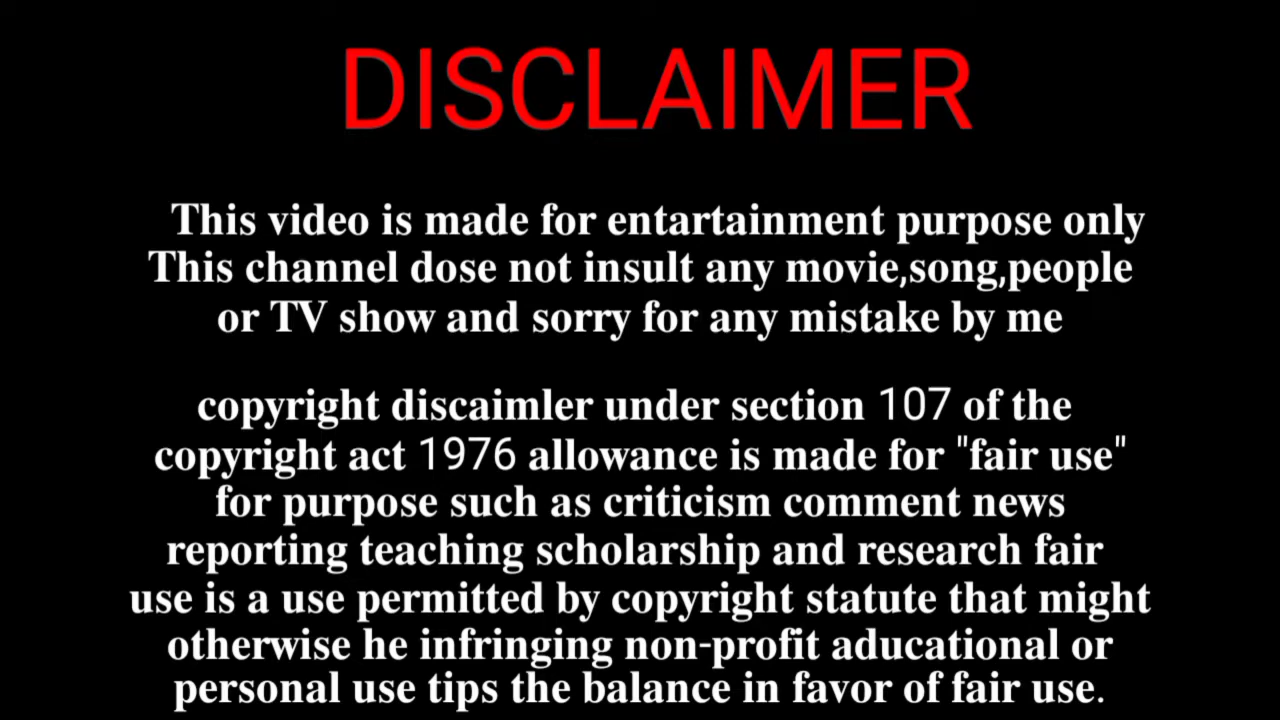 DISCLAIMER
This video is made for entartainment purpose only
This channel dose not insult any movie,song,people
or TV show and sorry for any mistake by me
copyright discaimler under section 107 of the
copyright act 1976 allowance is made for "fair use"
for purpose such as criticism comment news
reporting teaching scholarship and research fair
use is a use permitted by copyright statute that might
otherwise he infringing non-profit aducational or
personal use tips the balance in favor of fair use.